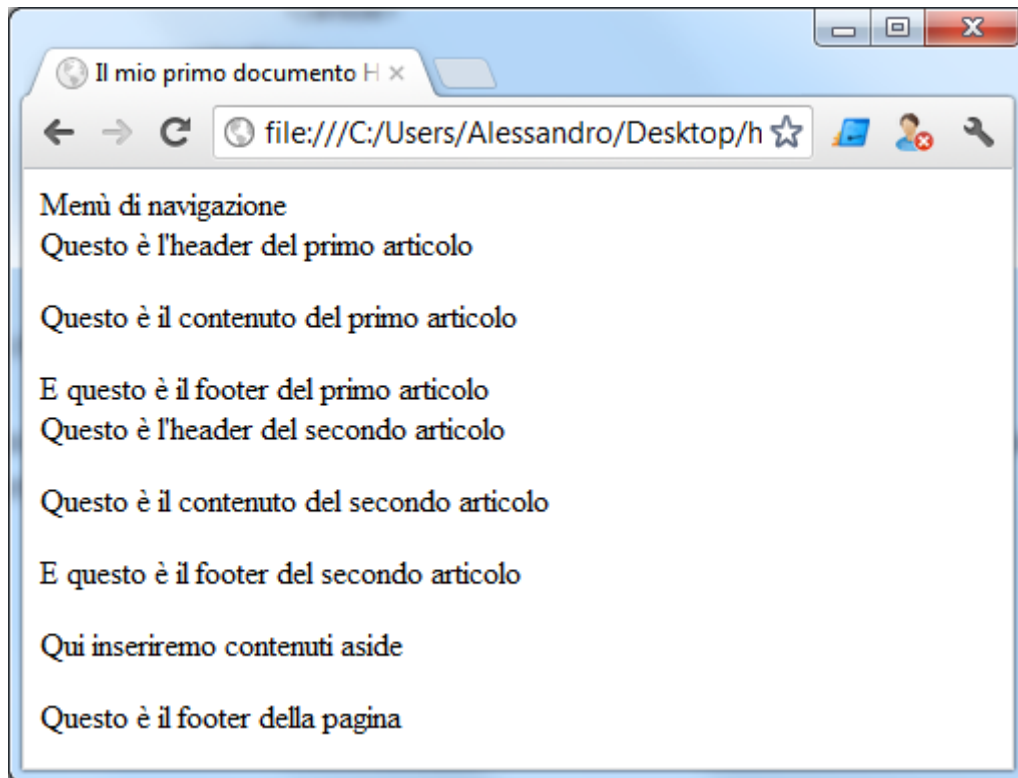 Il mio primo documento H
file:///C:/Users/Alessandro/Desktop/h
Menù di navigazione
Questo è l'header del primo articolo
Questo è il contenuto del primo articolo
E questo è il footer del primo articolo
Questo è l'header del secondo articolo
Questo è il contenuto del secondo articolo
E questo è il footer del secondo articolo
Qui inseriremo contenuti aside
Questo è il footer della pagina